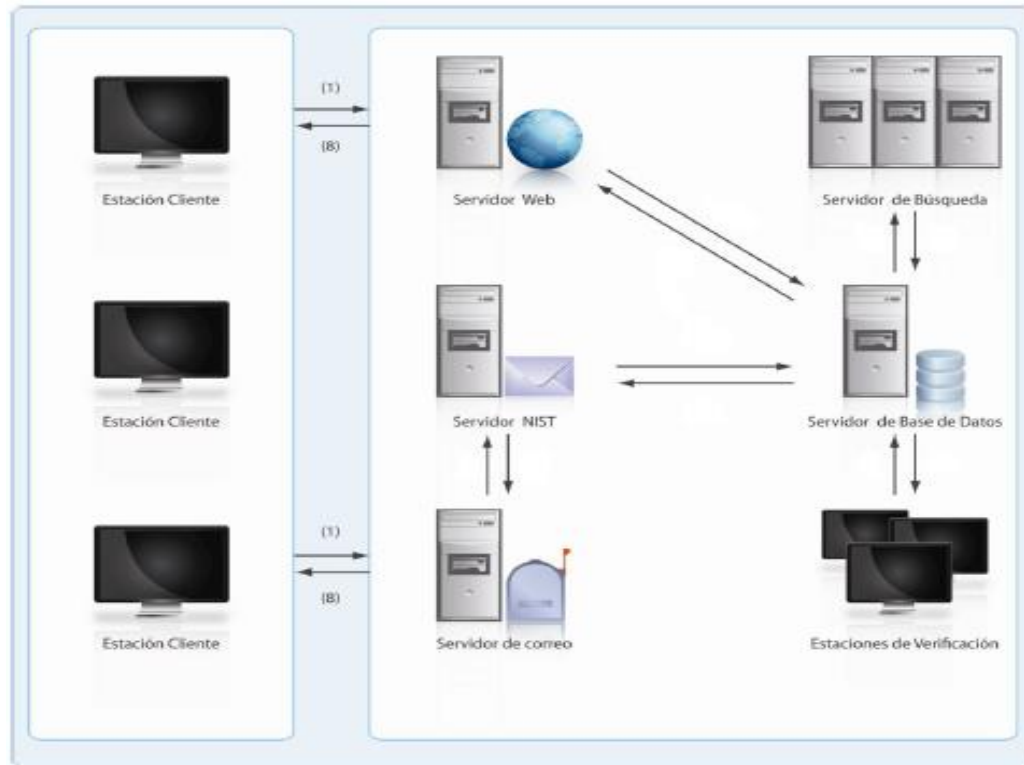 (1)
(8)
Estación Cliente
Servidor Web
Servidor de Búsqueda
Estación Cliente
Servidor NIST
Servidor de Base de Datos
(1)
(8)
Estación Cliente
Servidor de correo
Estaciones de Verificación